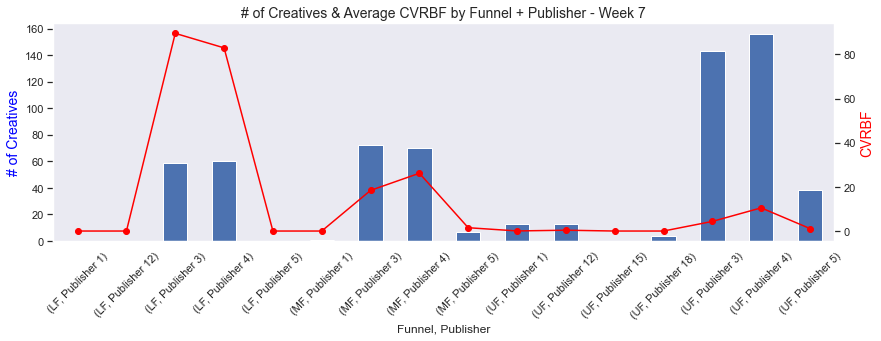 # of Creatives & Average CVRBF by Funnel + Publisher - Week 7
# of Creatives
160
140
120
100
80
60
40
20
0
80
60
40
20
0
CVRBF
(LF, Publisher 1)
(LF, Publisher 12)
(LF, Publisher 3)
(LF, Publisher 4)
(LF, Publisher 5)
(MF, Publisher 1)
(MF, Publisher 3)
(MF, Publisher 4)
(MF, Publisher 5)
(UF, Publisher 1)
(UF, Publisher 12)
(UF, Publisher 15)
(UF, Publisher 18)
(UF, Publisher 3)
(UF, Publisher 4)
(UF, Publisher 5)
Funnel, Publisher